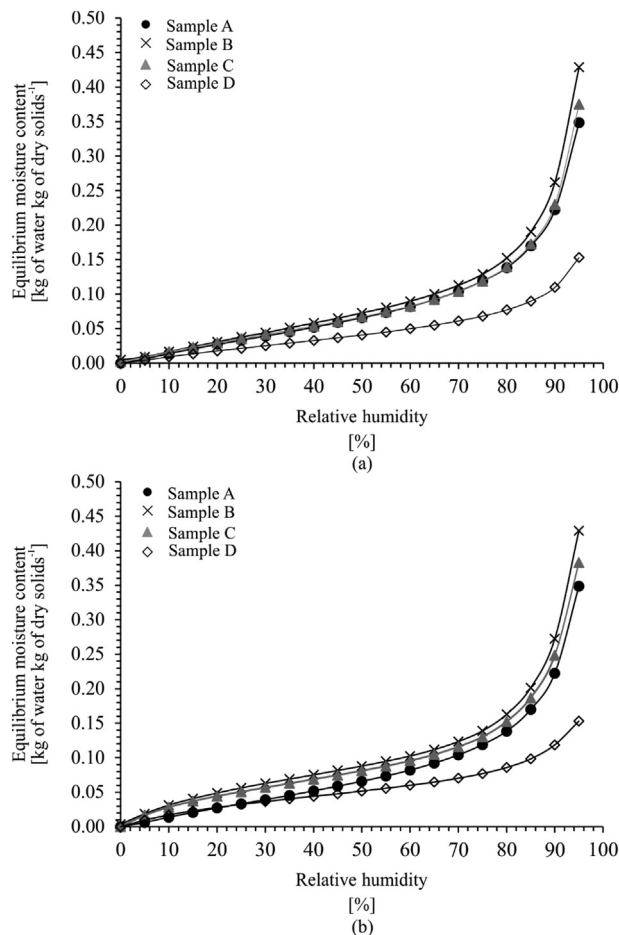 0.50
0.45
0.40
0.35
0.30
0.25
0.20
0.15
0.10
0.05
0.00
Equilibrium moisture content
[kg of water kg of dry solids⁻¹]
Sample A
Sample B
Sample C
Sample D
0 10 20 30 40 50 60 70 80 90 100
Relative humidity
[%]
(a)
0.50
0.45
0.40
0.35
0.30
0.25
0.20
0.15
0.10
0.05
0.00
Equilibrium moisture content
[kg of water kg of dry solids⁻¹]
Sample A
Sample B
Sample C
Sample D
0 10 20 30 40 50 60 70 80 90 100
Relative humidity
[%]
(b)